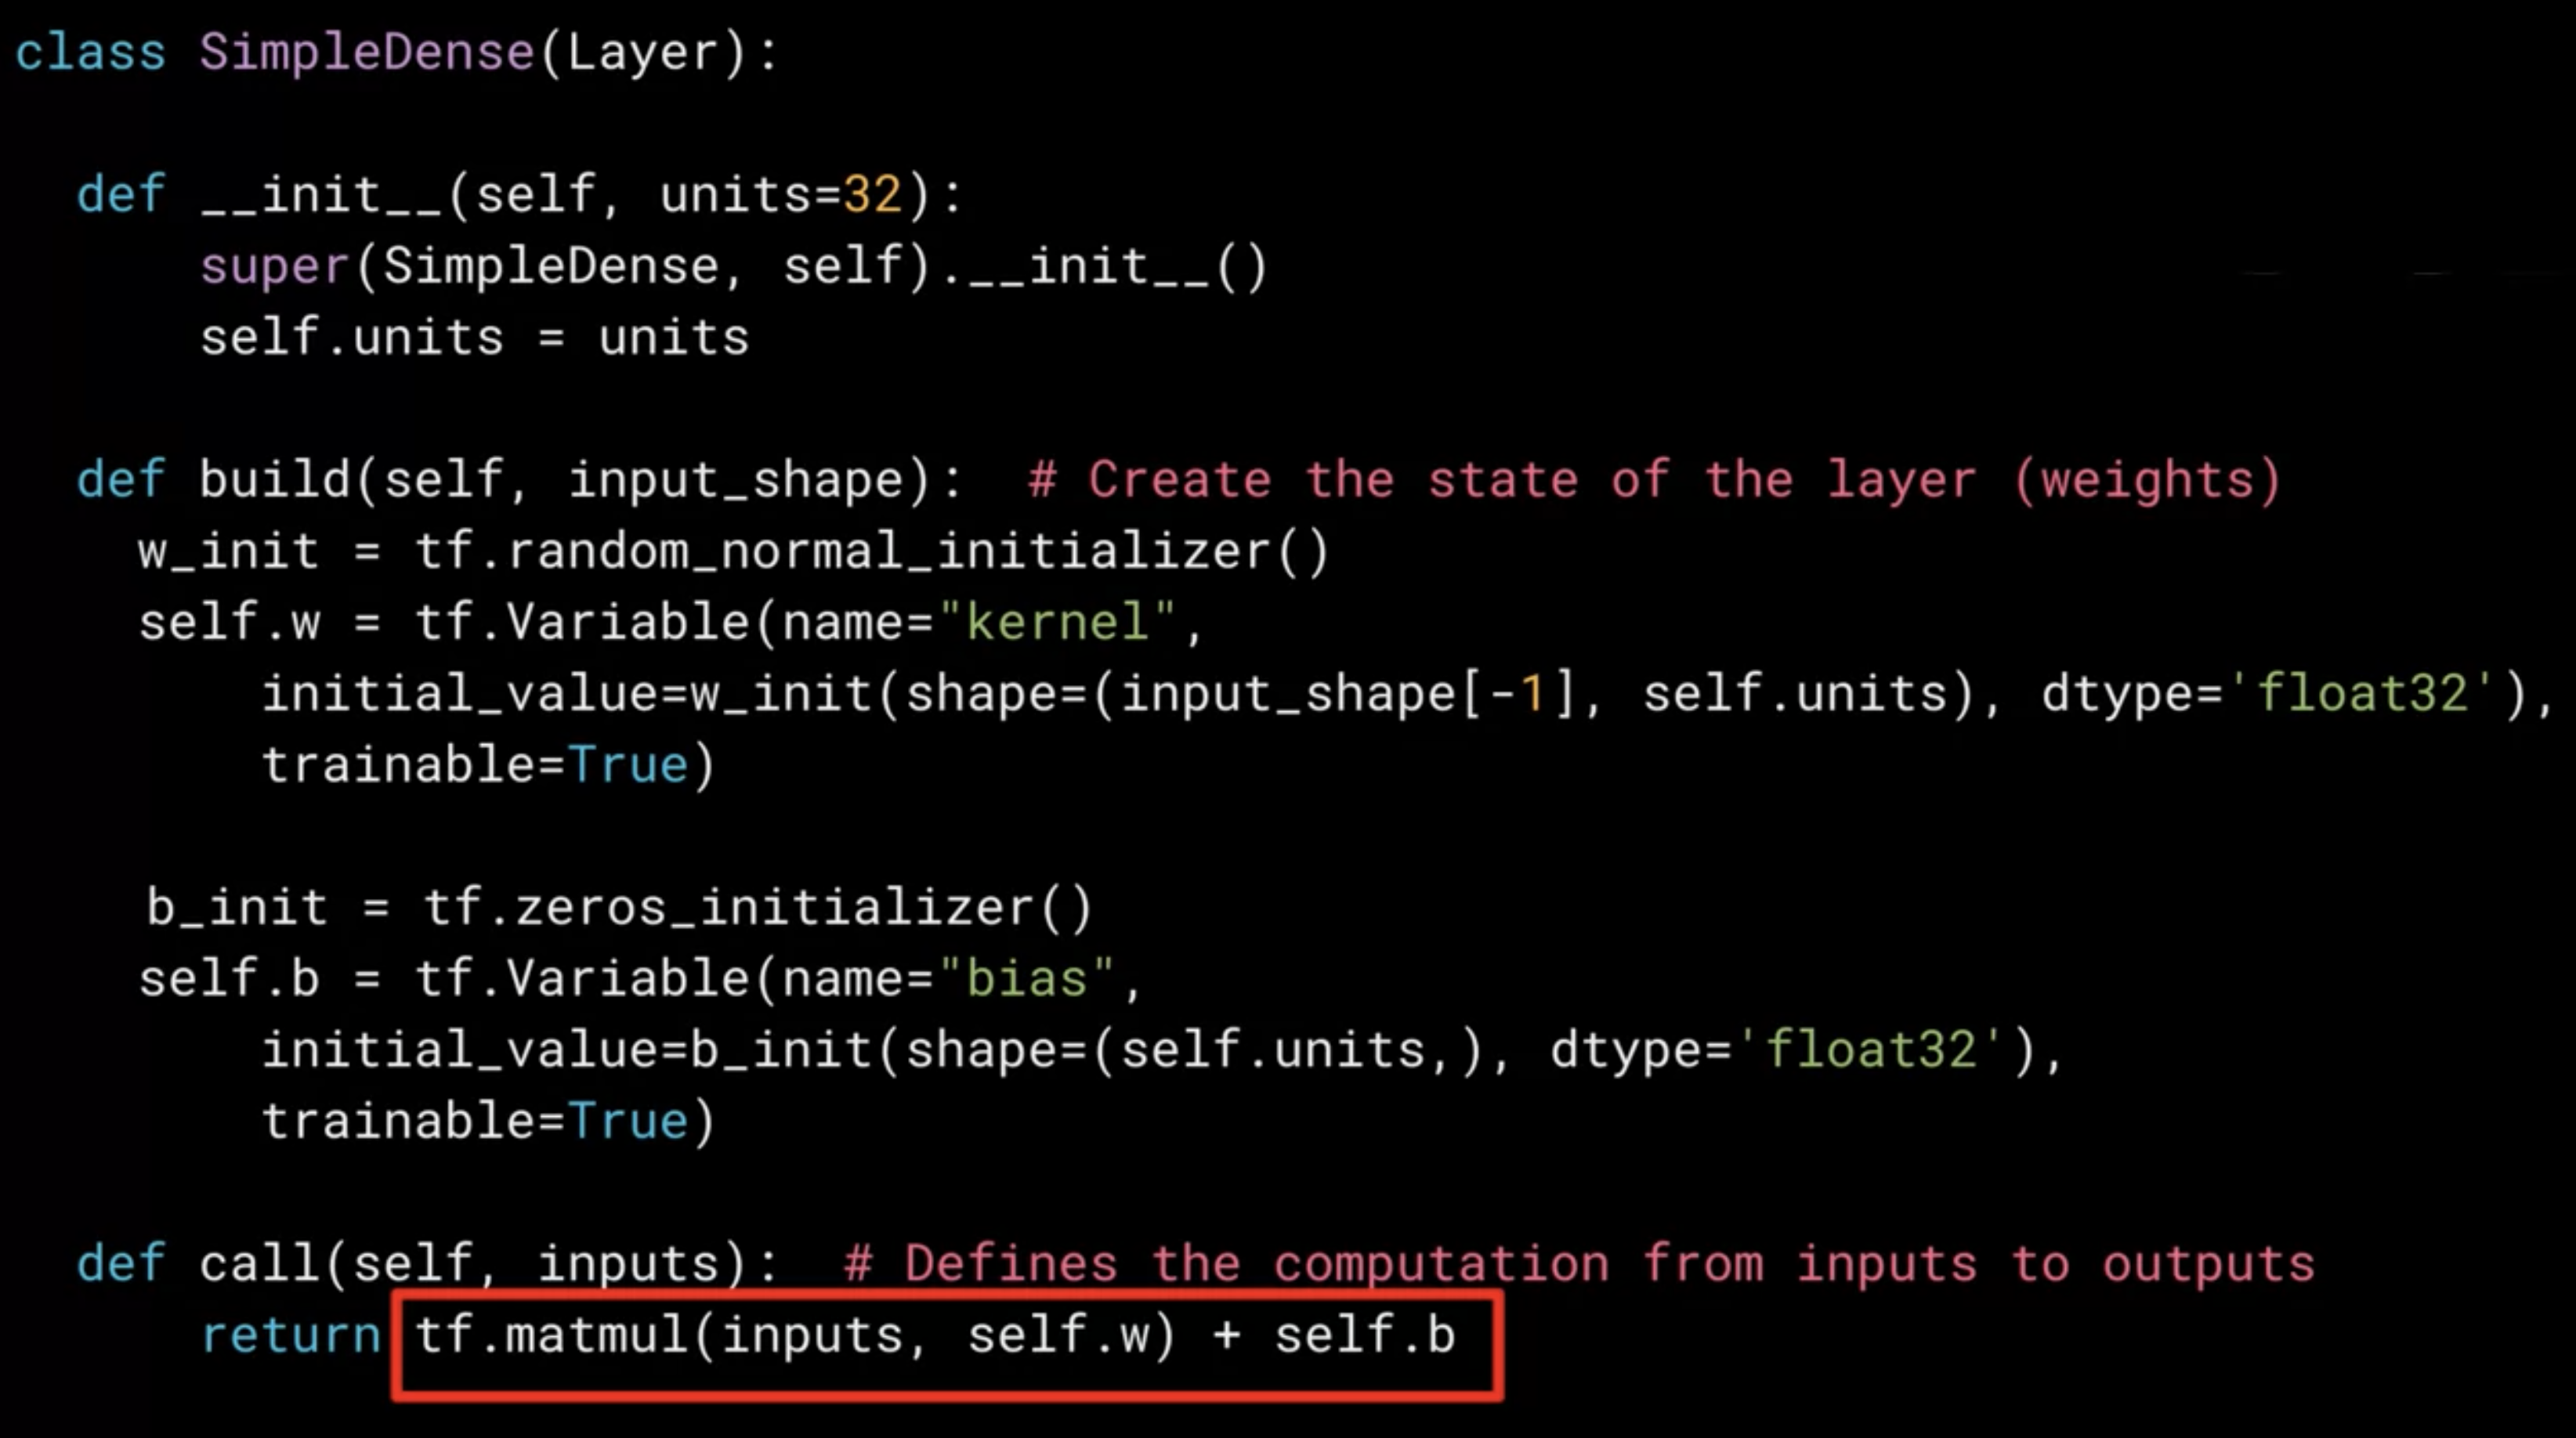 class SimpleDense(Layer):
def __init__(self, units=32):
super(SimpleDense, self).__init__()
self.units = units
def build(self, input_shape):  # Create the state of the layer (weights)
w_init = tf.random_normal_initializer()
self.w = tf.Variable(name="kernel",
initial_value=w_init(shape=(input_shape[-1], self.units), dtype='float32'),
trainable=True)
b_init = tf.zeros_initializer()
self.b = tf.Variable(name="bias",
initial_value=b_init(shape=(self.units,), dtype='float32'),
trainable=True)
def call(self, inputs):  # Defines the computation from inputs to outputs
return tf.matmul(inputs, self.w) + self.b